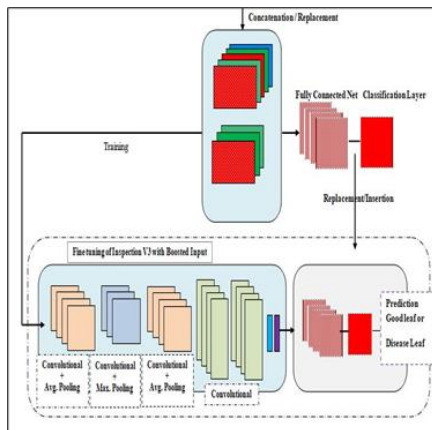 Concatenation / Replacement
Fully Connected Net
Classification Layer
Training
Replacement/Insertion
Fine tuning of Inspection V3 with Boosted Input
Prediction
Good leaf or
Disease Leaf
Convolutional
+
Avg. Pooling
Convolutional
+
Max. Pooling
Convolutional
+
Avg. Pooling
Convolutional